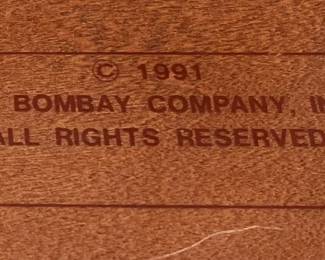 © 1991
BOMBAY COMPANY, IN
ALL RIGHTS RESERVED